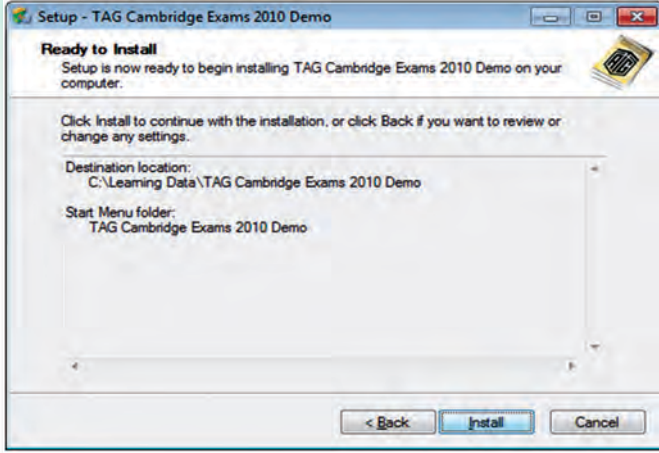 Setup - TAG Cambridge Exams 2010 Demo
Ready to Install
Setup is now ready to begin installing TAG Cambridge Exams 2010 Demo on your
computer.
Click Install to continue with the installation, or click Back if you want to review or
change any settings.
Destination location:
C:\Learning Data\TAG Cambridge Exams 2010 Demo
Start Menu folder:
TAG Cambridge Exams 2010 Demo
< Back Install Cancel